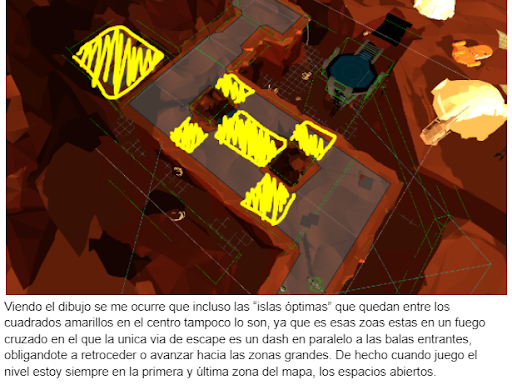 Viendo el dibujo se me ocurre que incluso las “islas óptimas” que quedan entre los
cuadrados amarillos en el centro tampoco lo son, ya que es esas zoas estas en un fuego
cruzado en el que la unica via de escape es un dash en paralelo a las balas entrantes,
obligandote a retroceder o avanzar hacia las zonas grandes. De hecho cuando juego el
nivel estoy siempre en la primera y última zona del mapa, los espacios abiertos.